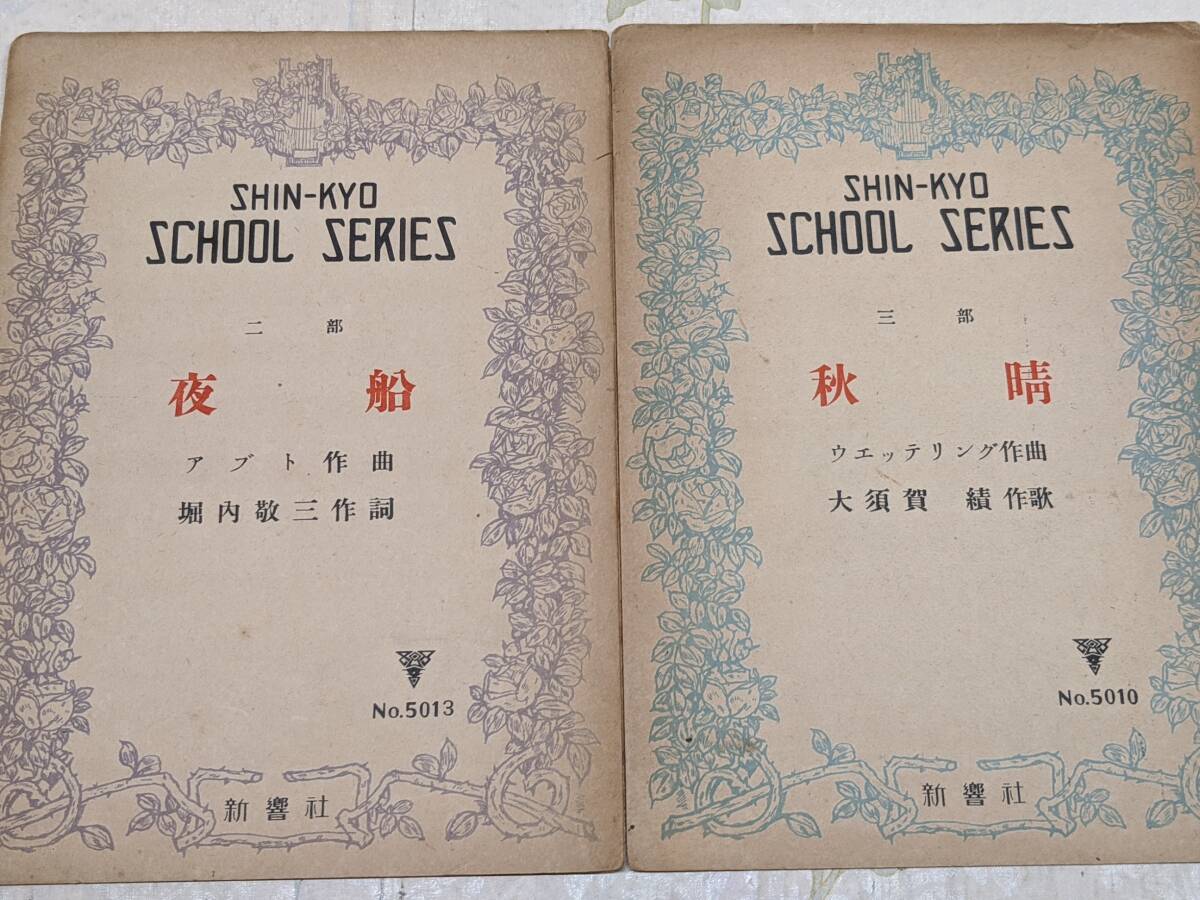 SHIN-KYO
SCHOOL SERIES
二部
夜船
アブト作曲
堀内敬三作詞
No.5013
新響社
SHIN-KYO
SCHOOL SERIES
三部
秋晴
ウエッテリング作曲
大須賀 績 作歌
No.5010
新響社